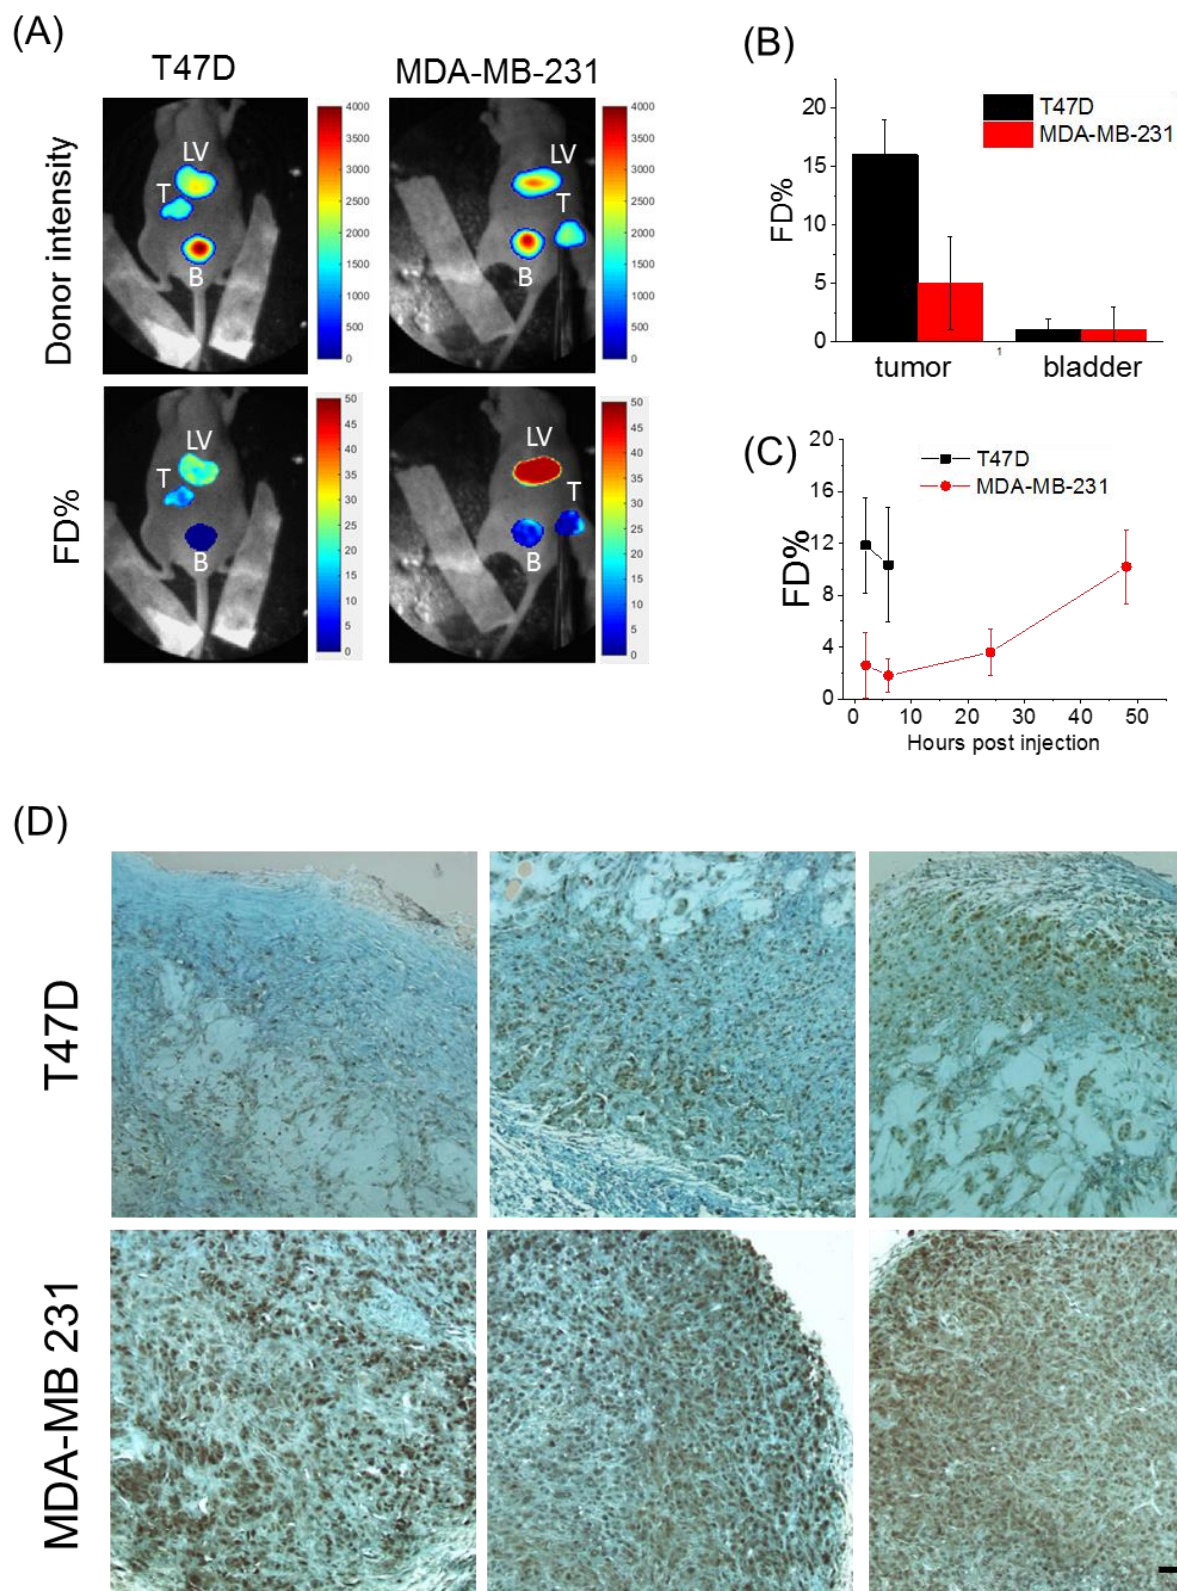 (A)
T47D
MDA-MB-231
Donor intensity
LV
T
B
4000
3500
3000
2500
2000
1500
1000
500
0
LV
T
B
4000
3500
3000
2500
2000
1500
1000
500
0
FD%
LV
T
B
50
45
40
35
30
25
20
15
10
5
0
LV
T
B
50
45
40
35
30
25
20
15
10
5
0
(B)
T47D
MDA-MB-231
FD%
20
15
10
5
0
tumor
1
bladder
(C)
T47D
MDA-MB-231
FD%
20
16
12
8
4
0
0 10 20 30 40 50
Hours post injection
(D)
T47D
MDA-MB 231